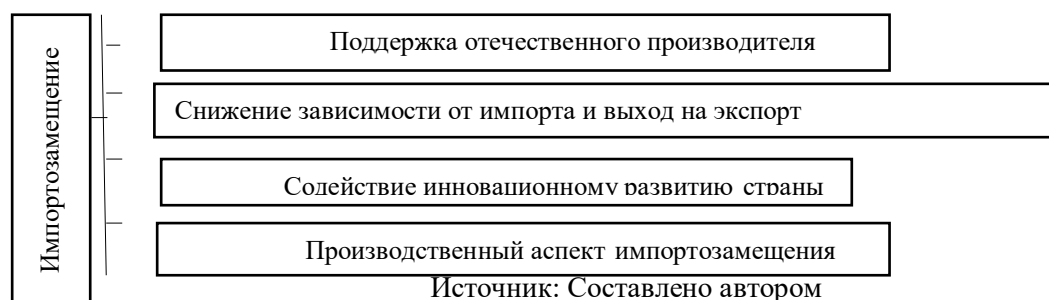 Импортозамещение
Поддержка отечественного производителя
Снижение зависимости от импорта и выход на экспорт
Содействие инновационному развитию страны
Производственный аспект импортозамещения
Источник: Составлено автором